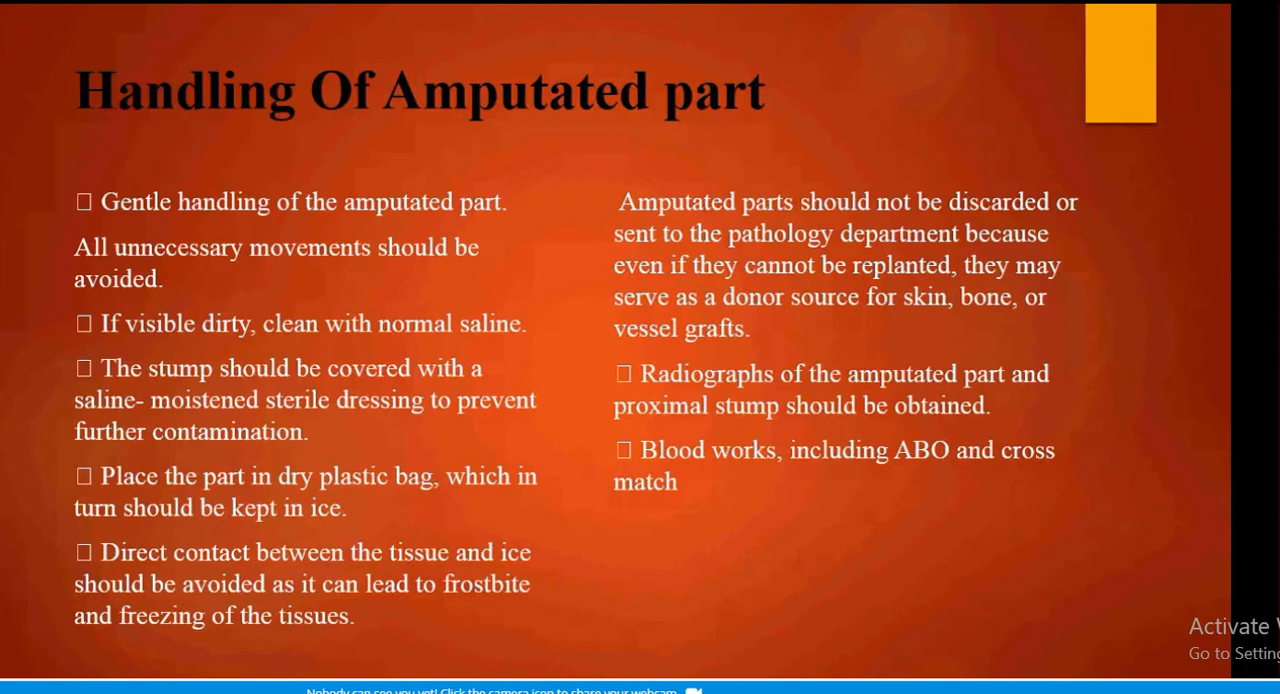 Handling Of Amputated part
Gentle handling of the amputated part.
All unnecessary movements should be
avoided.
If visible dirty, clean with normal saline.
The stump should be covered with a
saline- moistened sterile dressing to prevent
further contamination.
Place the part in dry plastic bag, which in
turn should be kept in ice.
Direct contact between the tissue and ice
should be avoided as it can lead to frostbite
and freezing of the tissues.
Amputated parts should not be discarded or
sent to the pathology department because
even if they cannot be replanted, they may
serve as a donor source for skin, bone, or
vessel grafts.
Radiographs of the amputated part and
proximal stump should be obtained.
Blood works, including ABO and cross
match
Activate
Go to Setting
Nobody can see you yet! Click the camera icon to share your webcam.